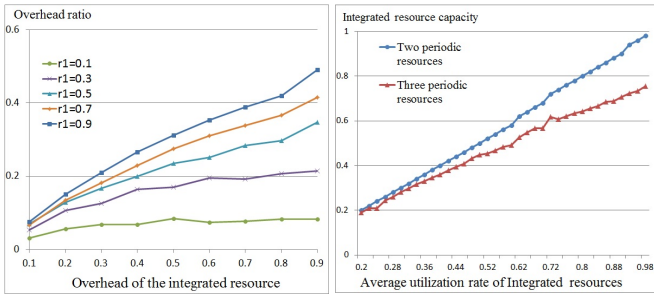 Overhead ratio
0.6
r1=0.1
r1=0.3
r1=0.5
r1=0.7
r1=0.9
0.4
0.2
0
0.1 0.2 0.3 0.4 0.5 0.6 0.7 0.8 0.9
Overhead of the integrated resource
Integrated resource capacity
1
Two periodic
resources
Three periodic
resources
0.8
0.6
0.4
0.2
0
0.2 0.28 0.36 0.44 0.52 0.62 0.72 0.82 0.88 0.98
Average utilization rate of Integrated resources